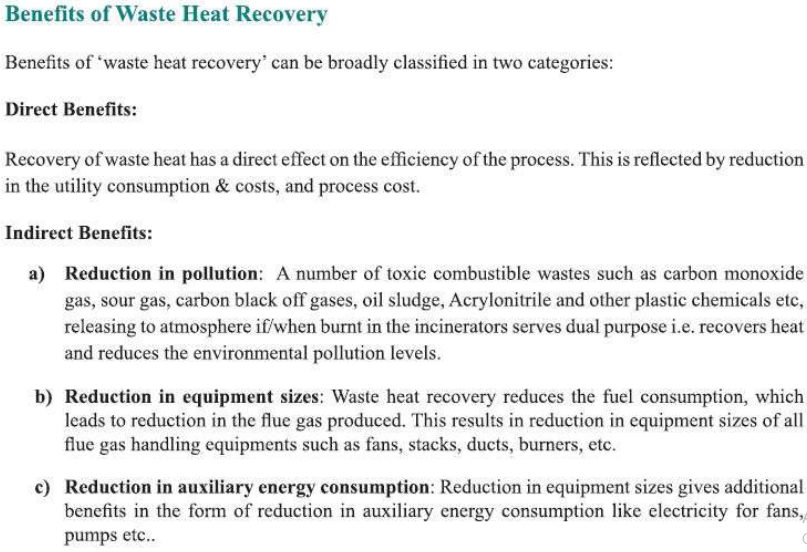 Benefits of Waste Heat Recovery
Benefits of ‘waste heat recovery’ can be broadly classified in two categories:
Direct Benefits:
Recovery of waste heat has a direct effect on the efficiency of the process. This is reflected by reduction
in the utility consumption & costs, and process cost.
Indirect Benefits:
a) Reduction in pollution: A number of toxic combustible wastes such as carbon monoxide
gas, sour gas, carbon black off gases, oil sludge, Acrylonitrile and other plastic chemicals etc,
releasing to atmosphere if/when burnt in the incinerators serves dual purpose i.e. recovers heat
and reduces the environmental pollution levels.
b) Reduction in equipment sizes: Waste heat recovery reduces the fuel consumption, which
leads to reduction in the flue gas produced. This results in reduction in equipment sizes of all
flue gas handling equipments such as fans, stacks, ducts, burners, etc.
c) Reduction in auxiliary energy consumption: Reduction in equipment sizes gives additional
benefits in the form of reduction in auxiliary energy consumption like electricity for fans,
pumps etc..